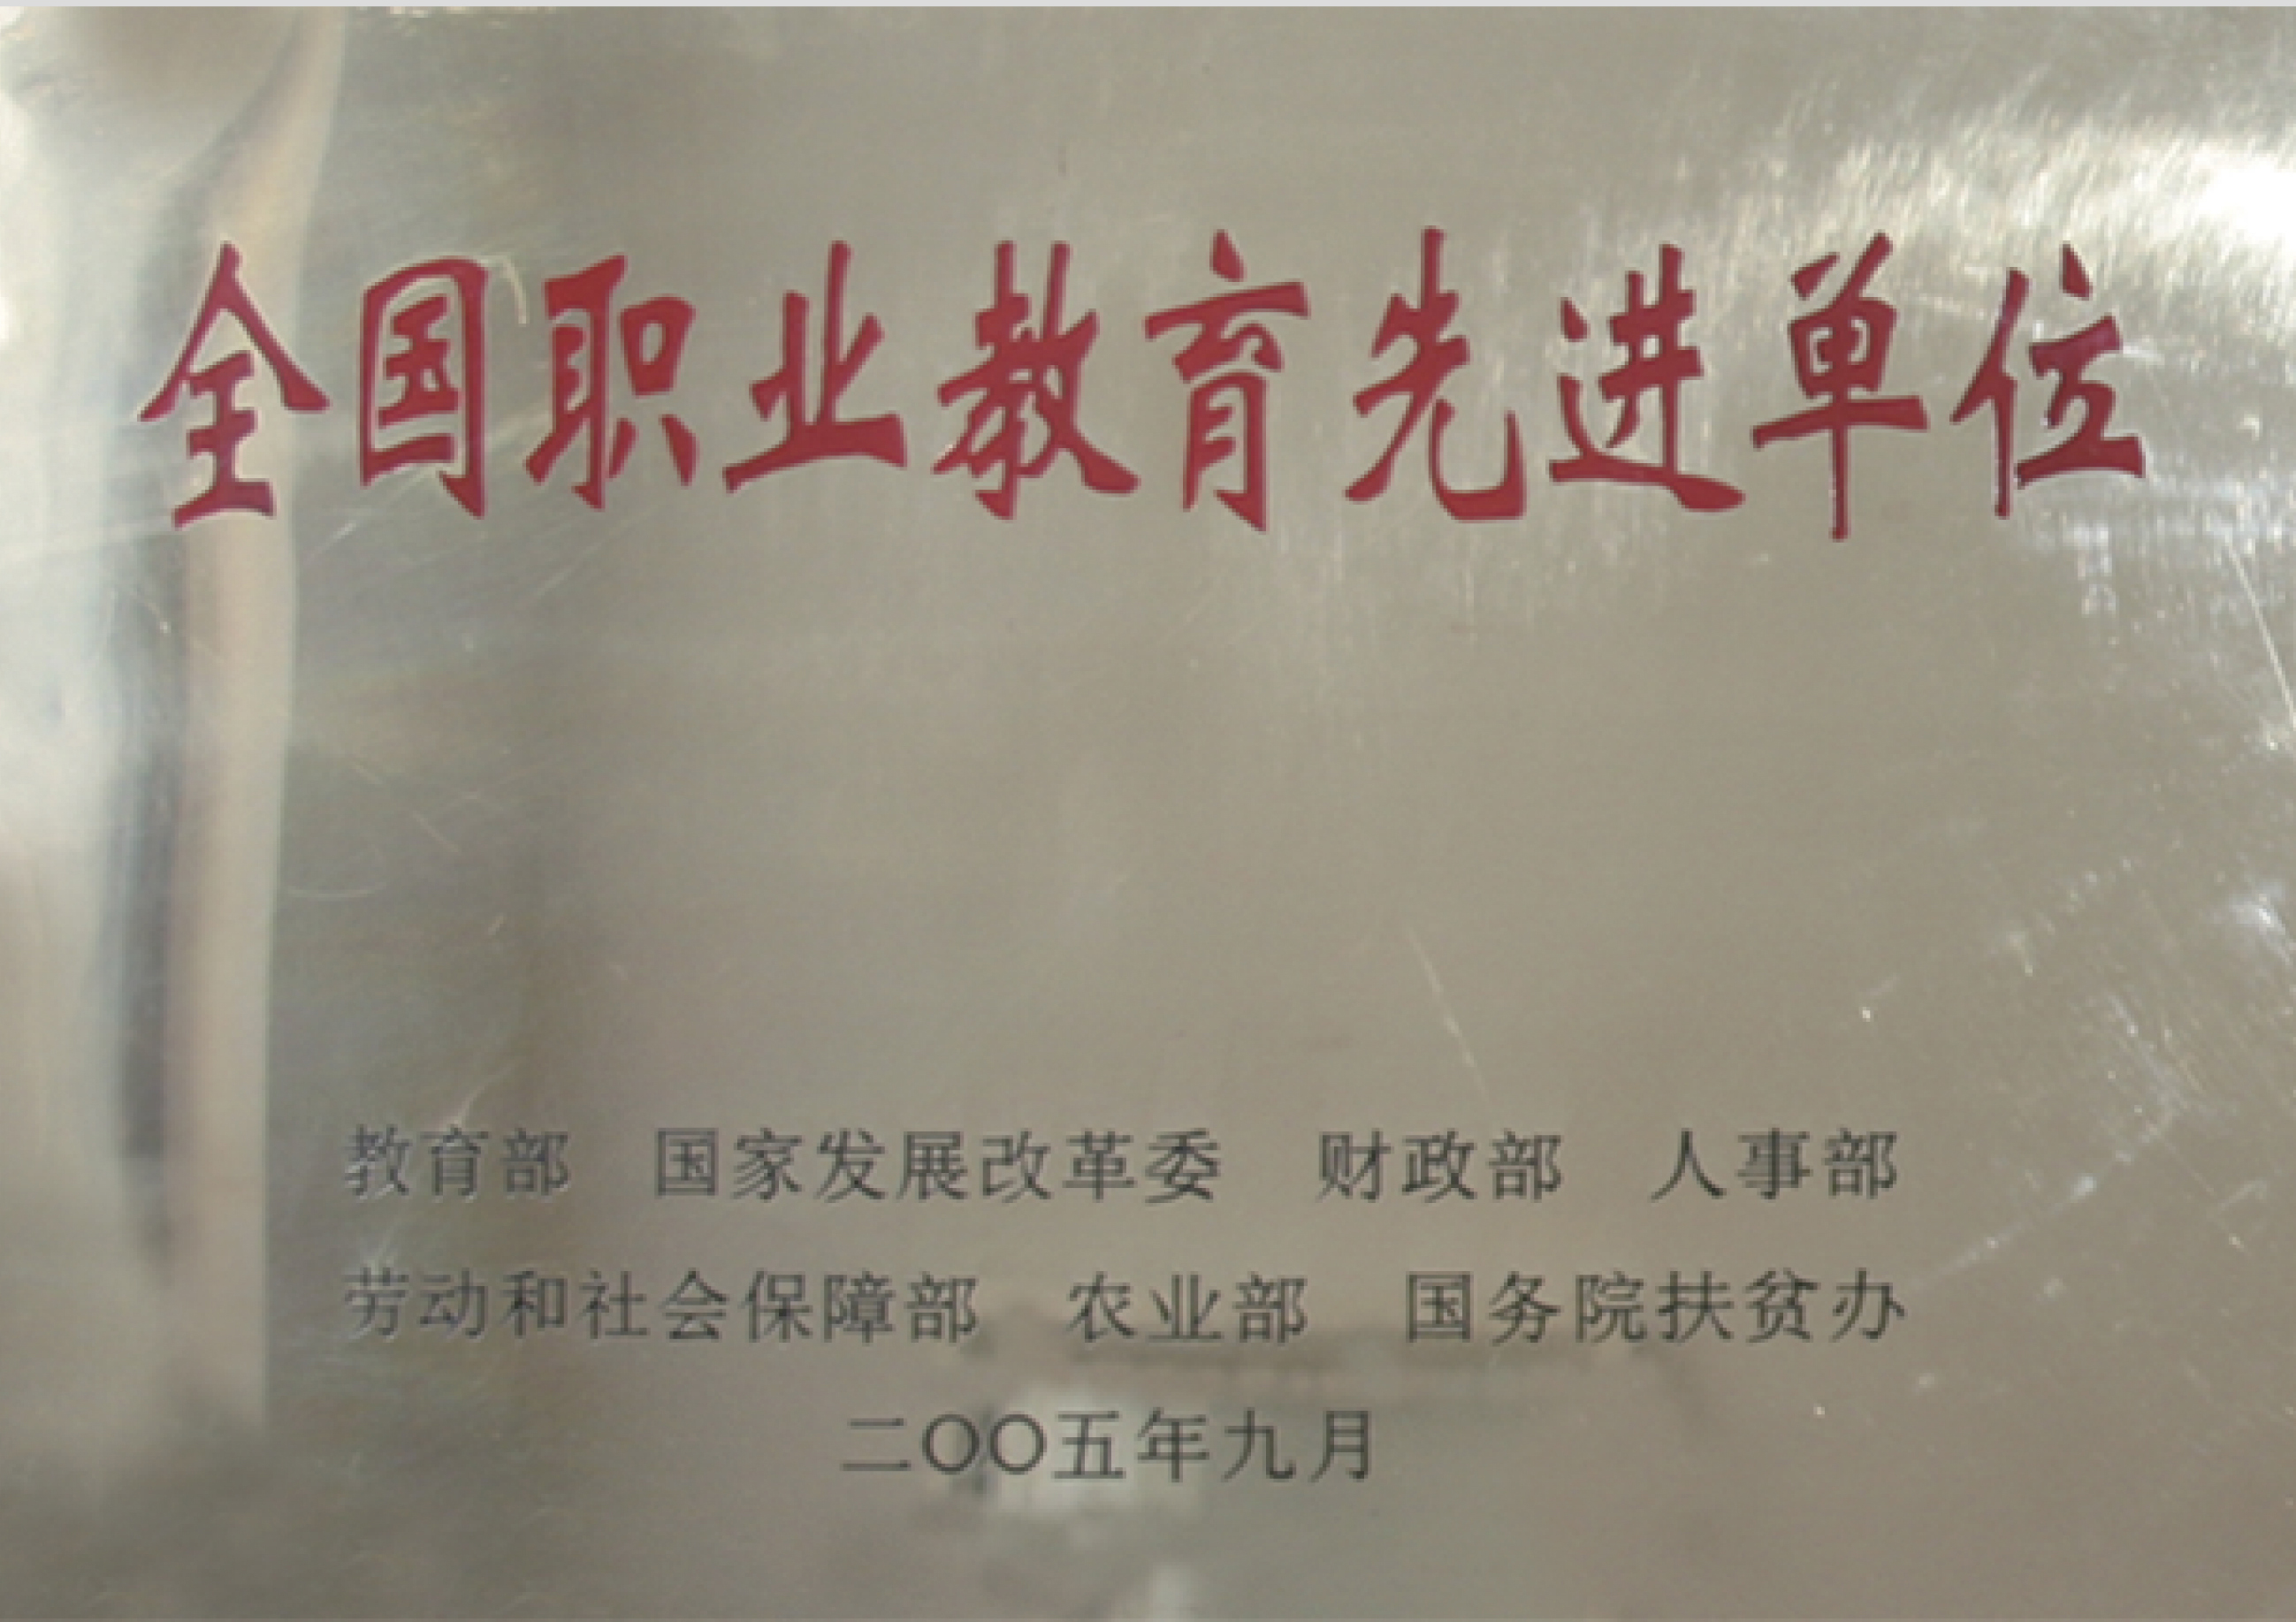 全国职业教育先进单位
教育部 国家发展改革委 财政部 人事部
劳动和社会保障部 农业部 国务院扶贫办
二〇〇五年九月